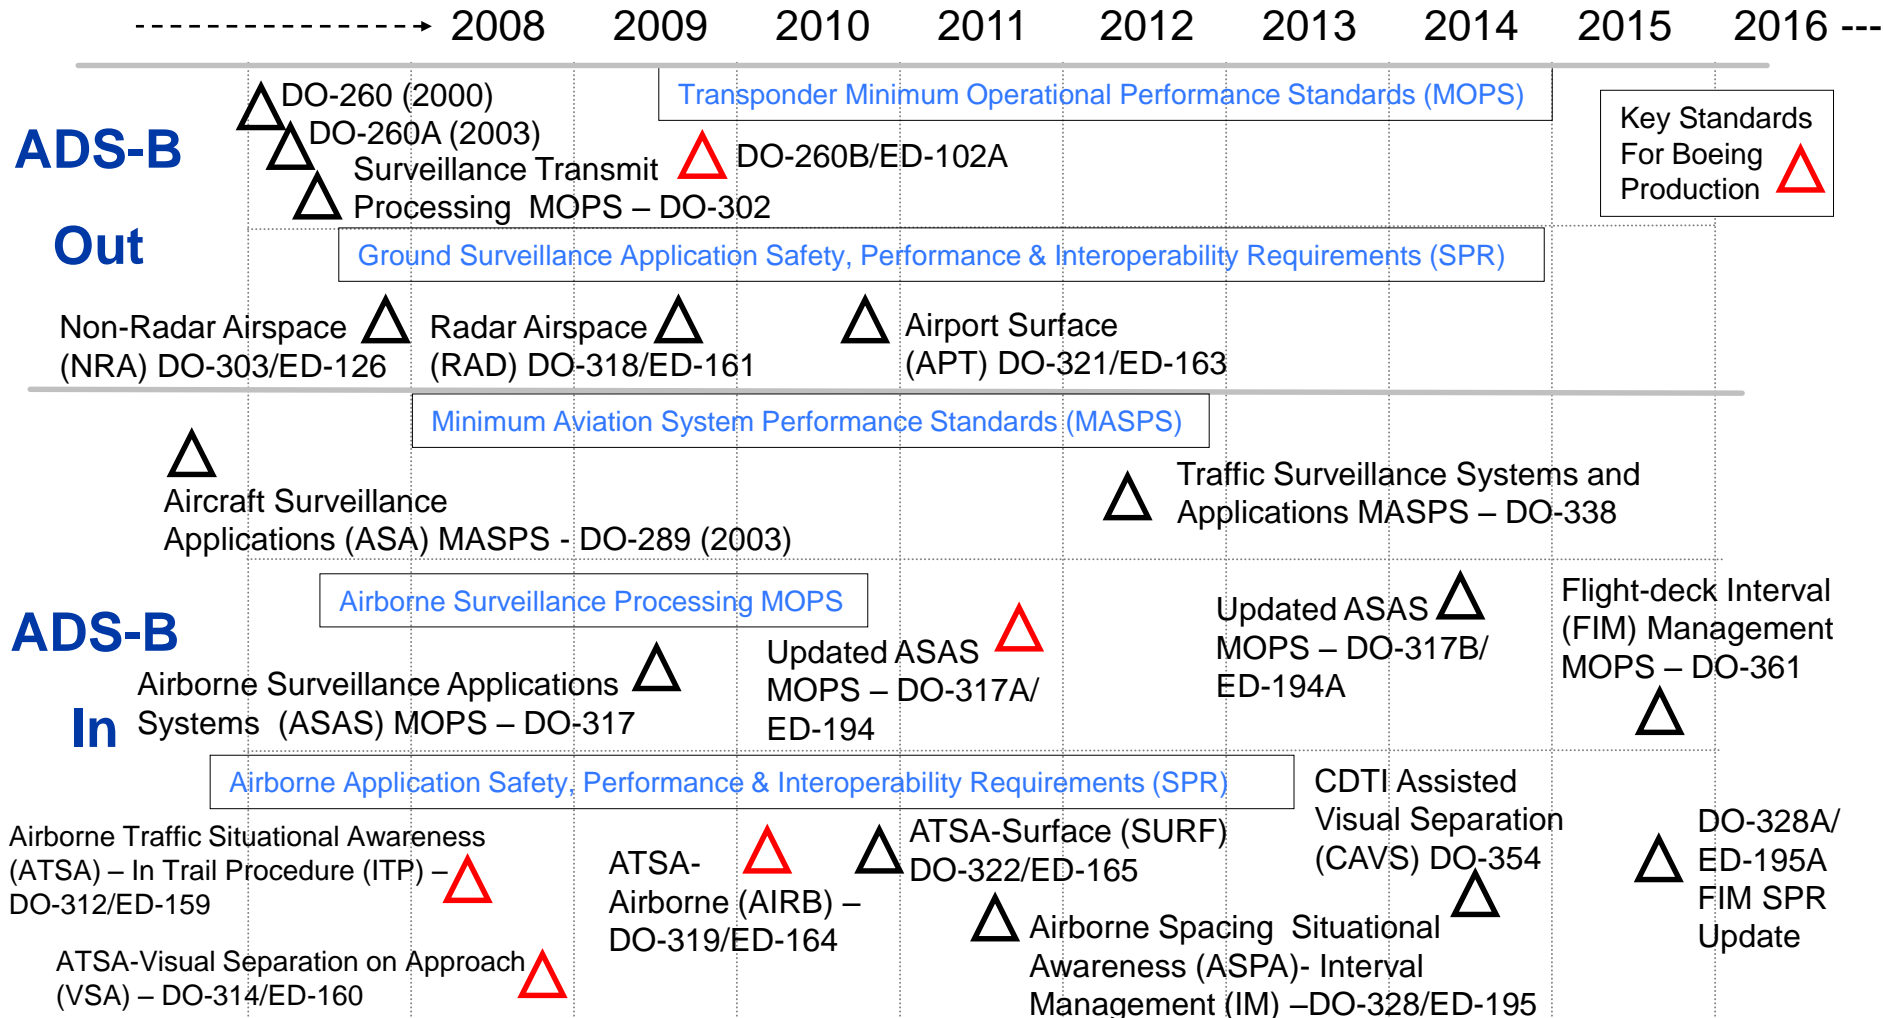 2008 2009 2010 2011 2012 2013 2014 2015 2016 ---
ADS-B
Out
DO-260 (2000)
DO-260A (2003)
Surveillance Transmit
Processing  MOPS – DO-302
Transponder Minimum Operational Performance Standards (MOPS)
DO-260B/ED-102A
Key Standards
For Boeing
Production
Ground Surveillance Application Safety, Performance & Interoperability Requirements (SPR)
Non-Radar Airspace
(NRA) DO-303/ED-126
Radar Airspace
(RAD) DO-318/ED-161
Airport Surface
(APT) DO-321/ED-163
ADS-B
In
Minimum Aviation System Performance Standards (MASPS)
Aircraft Surveillance
Applications (ASA) MASPS - DO-289 (2003)
Traffic Surveillance Systems and
Applications MASPS – DO-338
Airborne Surveillance Processing MOPS
Airborne Surveillance Applications
Systems  (ASAS) MOPS – DO-317
Updated ASAS
MOPS – DO-317A/
ED-194
Updated ASAS
MOPS – DO-317B/
ED-194A
Flight-deck Interval
(FIM) Management
MOPS – DO-361
Airborne Application Safety, Performance & Interoperability Requirements (SPR)
Airborne Traffic Situational Awareness
(ATSA) – In Trail Procedure (ITP) –
DO-312/ED-159
ATSA-Visual Separation on Approach
(VSA) – DO-314/ED-160
ATSA-
Airborne (AIRB) –
DO-319/ED-164
ATSA-Surface (SURF)
DO-322/ED-165
Airborne Spacing  Situational
Awareness (ASPA)- Interval
Management (IM) –DO-328/ED-195
CDTI Assisted
Visual Separation
(CAVS) DO-354
DO-328A/
ED-195A
FIM SPR
Update